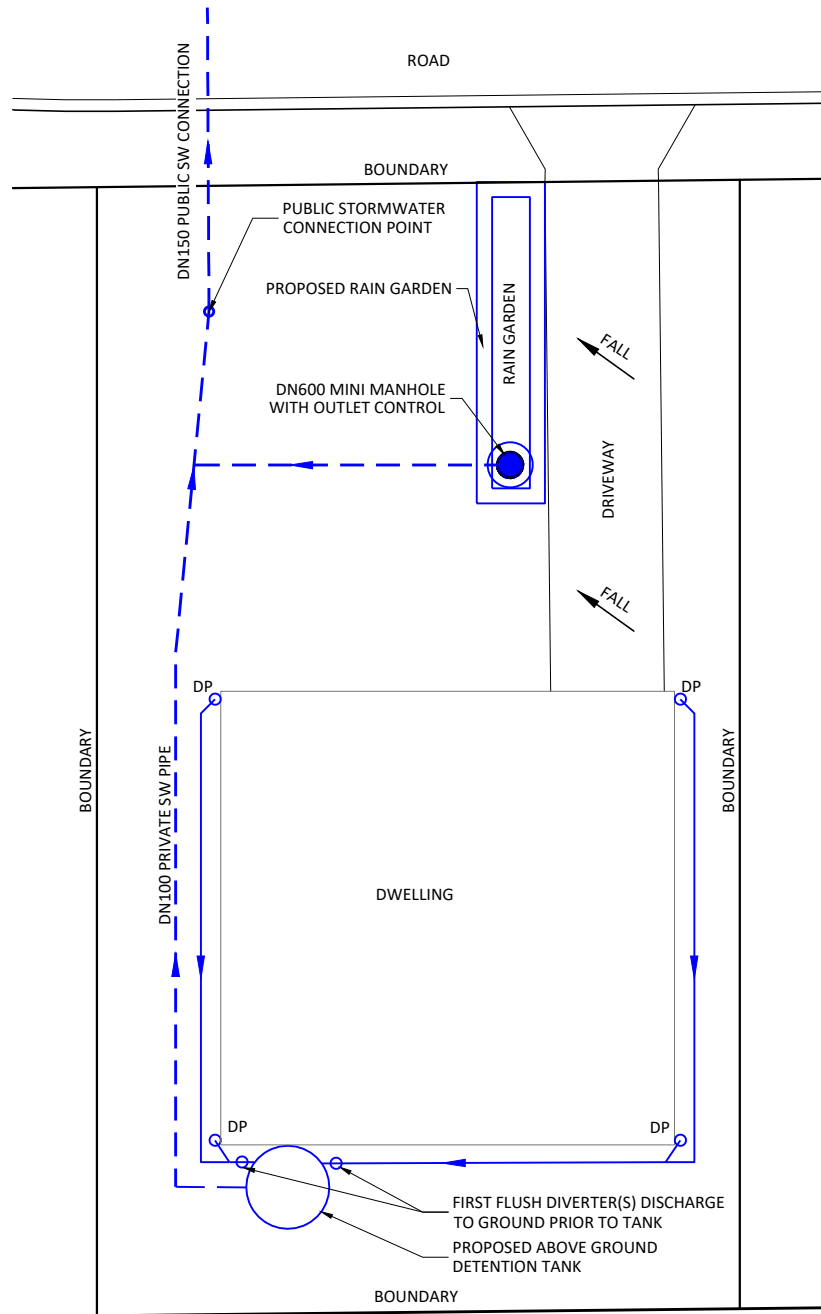 ROAD
DN150 PUBLIC SW CONNECTION
BOUNDARY
PUBLIC STORMWATER
CONNECTION POINT
PROPOSED RAIN GARDEN
RAIN GARDEN
FALL
DN600 MINI MANHOLE
WITH OUTLET CONTROL
DRIVEWAY
FALL
DP
DP
BOUNDARY
BOUNDARY
DN100 PRIVATE SW PIPE
DWELLING
DP
DP
FIRST FLUSH DIVERTER(S) DISCHARGE
TO GROUND PRIOR TO TANK
PROPOSED ABOVE GROUND
DETENTION TANK
BOUNDARY